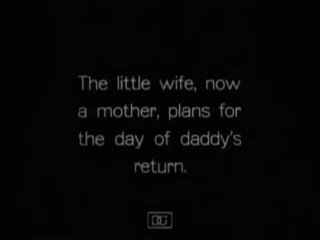 The little wife, now
a mother, plans for
the day of daddy's
return.